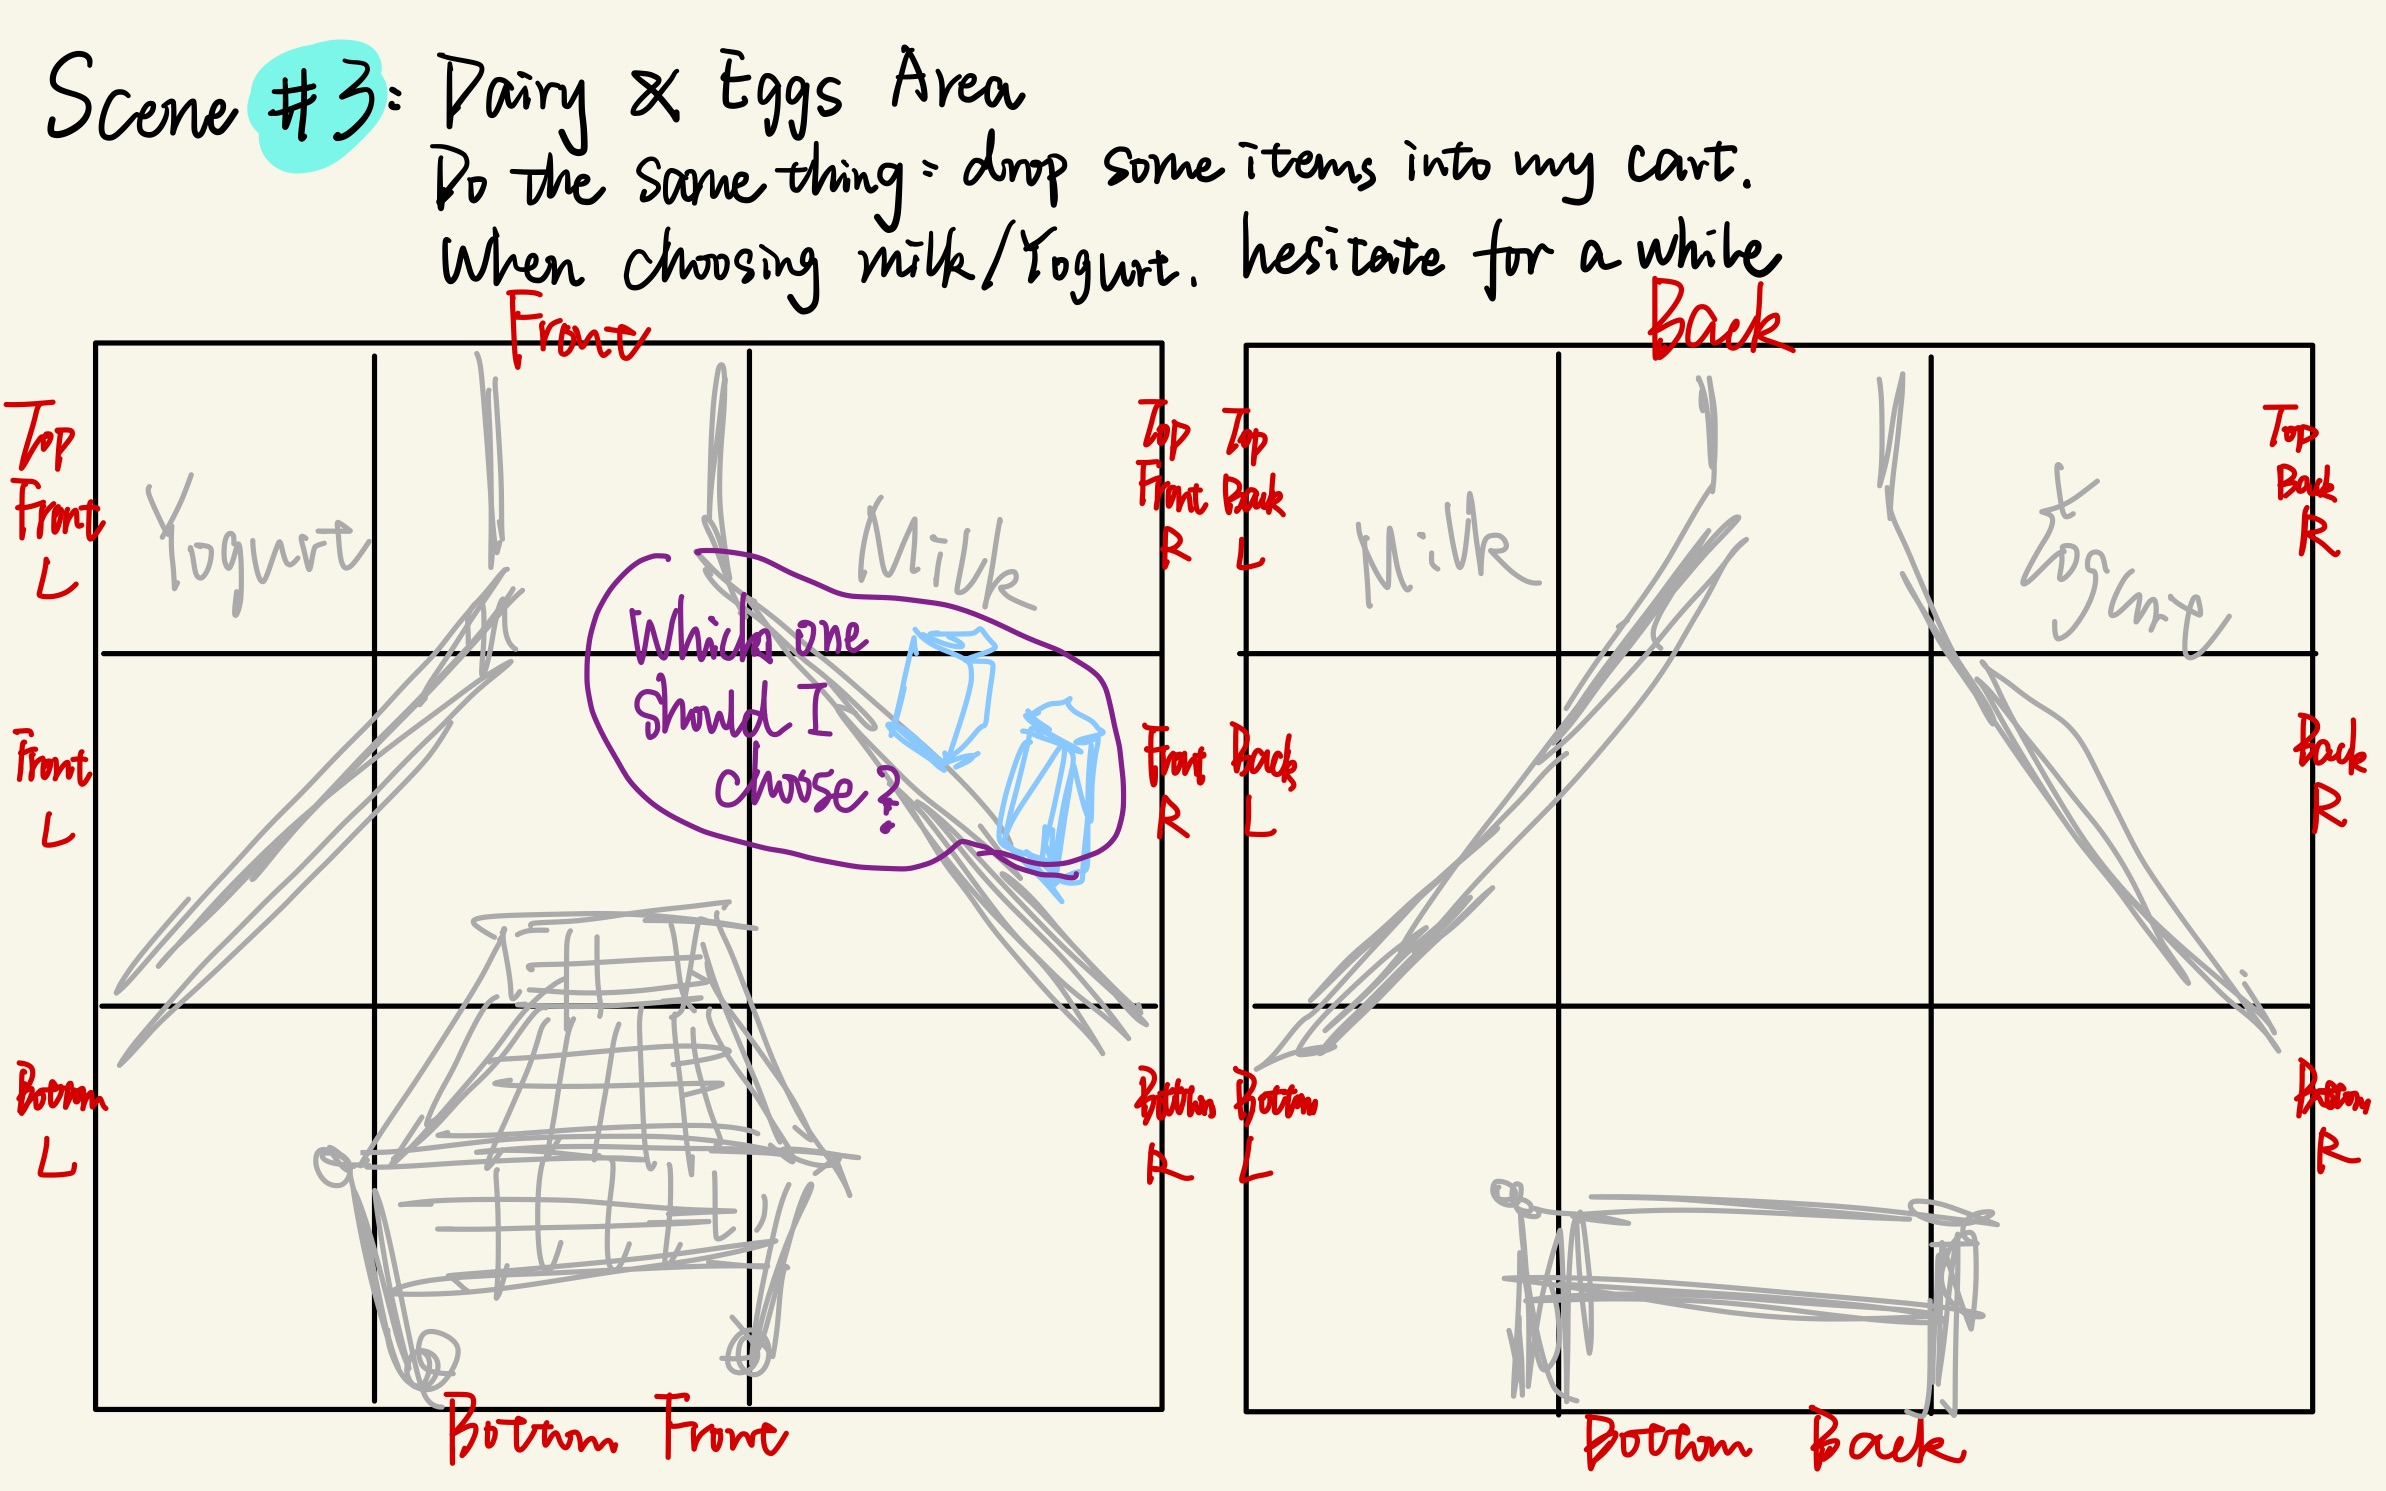 Scene #3: Dairy & Eggs Area
Do the same thing: drop some items into my cart.
When choosing milk/Yogurt. hesitate for a while
Front
Back
Top
Front
L
Top
Front
R
Top
Back
L
Top
Back
R
Yogurt
Milk
Milk
Which one
should I
choose?
Front
L
Front
R
Back
L
Back
R
Bottom
L
Bottom
R
Bottom
L
Bottom
R
Bottom Front
Bottom Back